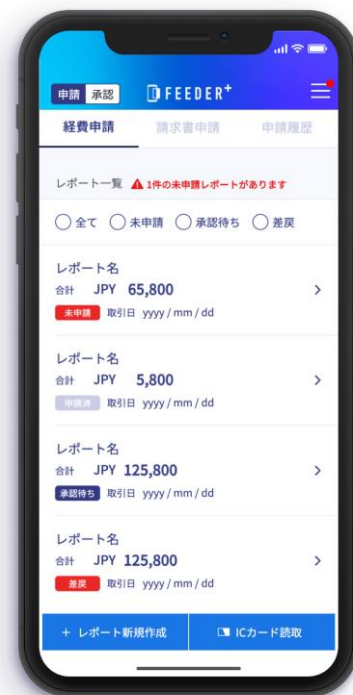 申請 承認 FEEDER+
経費申請 請求書申請 申請履歴
レポート一覧 1件の未申請レポートがあります
全て 未申請 承認待ち 差戻
レポート名
合計 JPY 65,800
未申請 取引日 yyyy / mm / dd
レポート名
合計 JPY 5,800
申請済 取引日 yyyy / mm / dd
レポート名
合計 JPY 125,800
承認待ち 取引日 yyyy / mm / dd
レポート名
合計 JPY 125,800
差戻 取引日 yyyy / mm / dd
+ レポート新規作成 ICカード読取